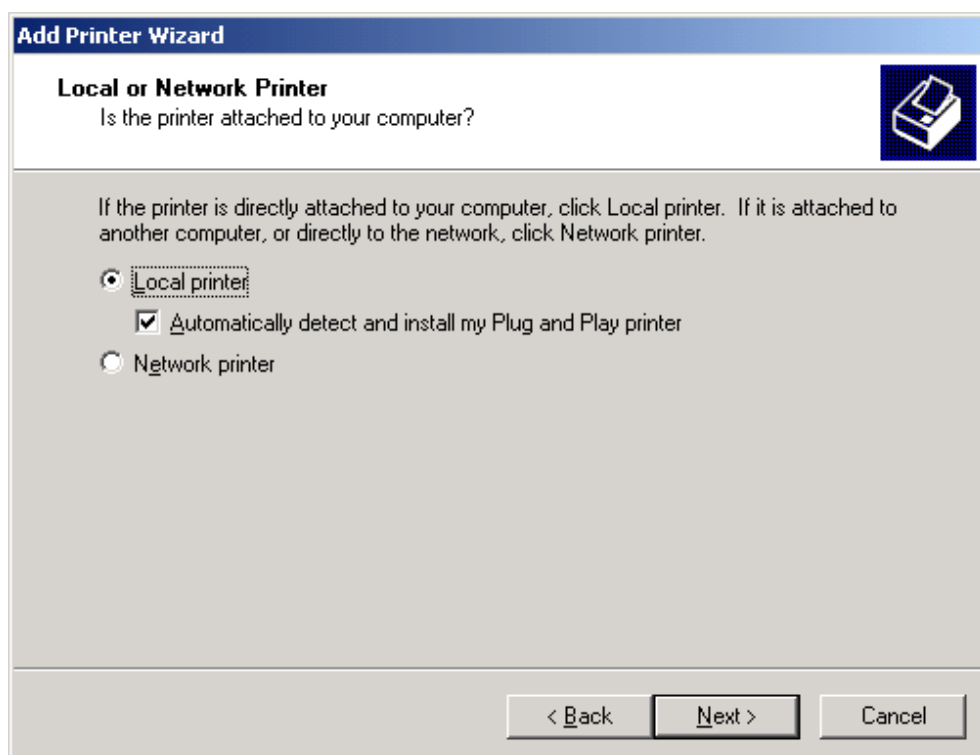 Add Printer Wizard
Local or Network Printer
Is the printer attached to your computer?
If the printer is directly attached to your computer, click Local printer.  If it is attached to
another computer, or directly to the network, click Network printer.
Local printer
Automatically detect and install my Plug and Play printer
Network printer
< Back Next > Cancel